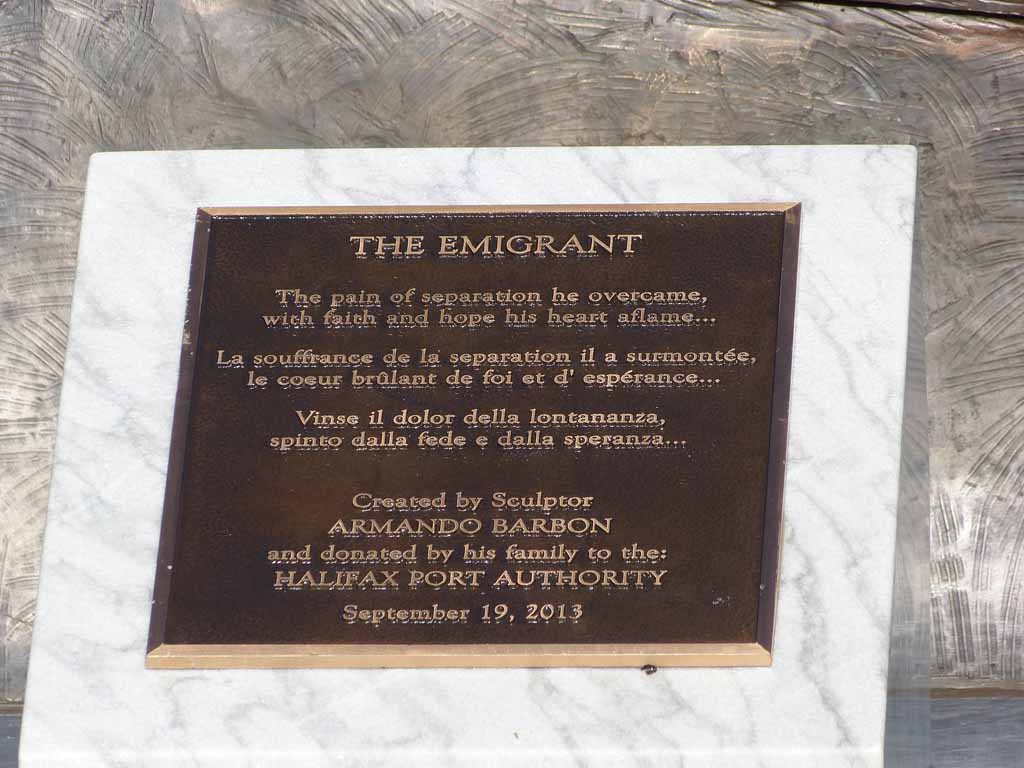 THE EMIGRANT
The pain of separation he overcame,
with faith and hope his heart aflame...
La souffrance de la separation il a surmontée,
le coeur brûlant de foi et d' espérance...
Vinse il dolor della lontananza,
spinto dalla fede e dalla speranza...
Created by Sculptor
ARMANDO BARBON
and donated by his family to the:
HALIFAX PORT AUTHORITY
September 19, 2013